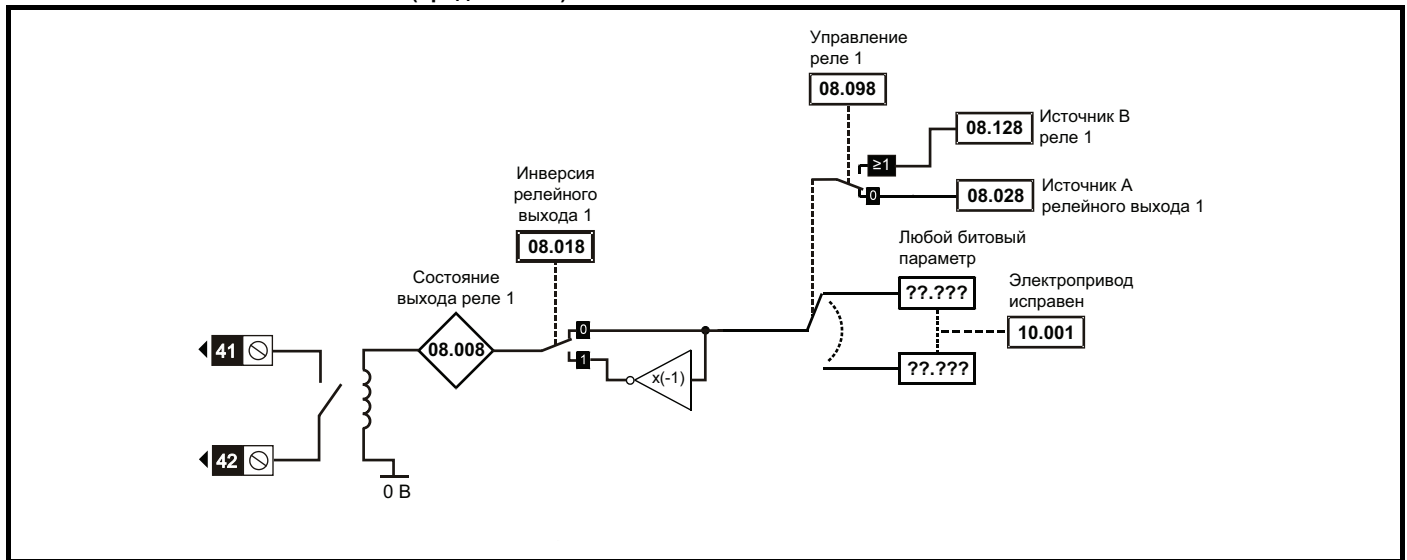 Управление
реле 1
08.098
08.128
Источник В
реле 1
≥1
0
08.028
Источник А
релейного выхода 1
Инверсия
релейного
выхода 1
08.018
Любой битовый
параметр
??.???
Электропривод
исправен
10.001
??.???
Состояние
выхода реле 1
08.008
0
1
x(-1)
41
42
0 В